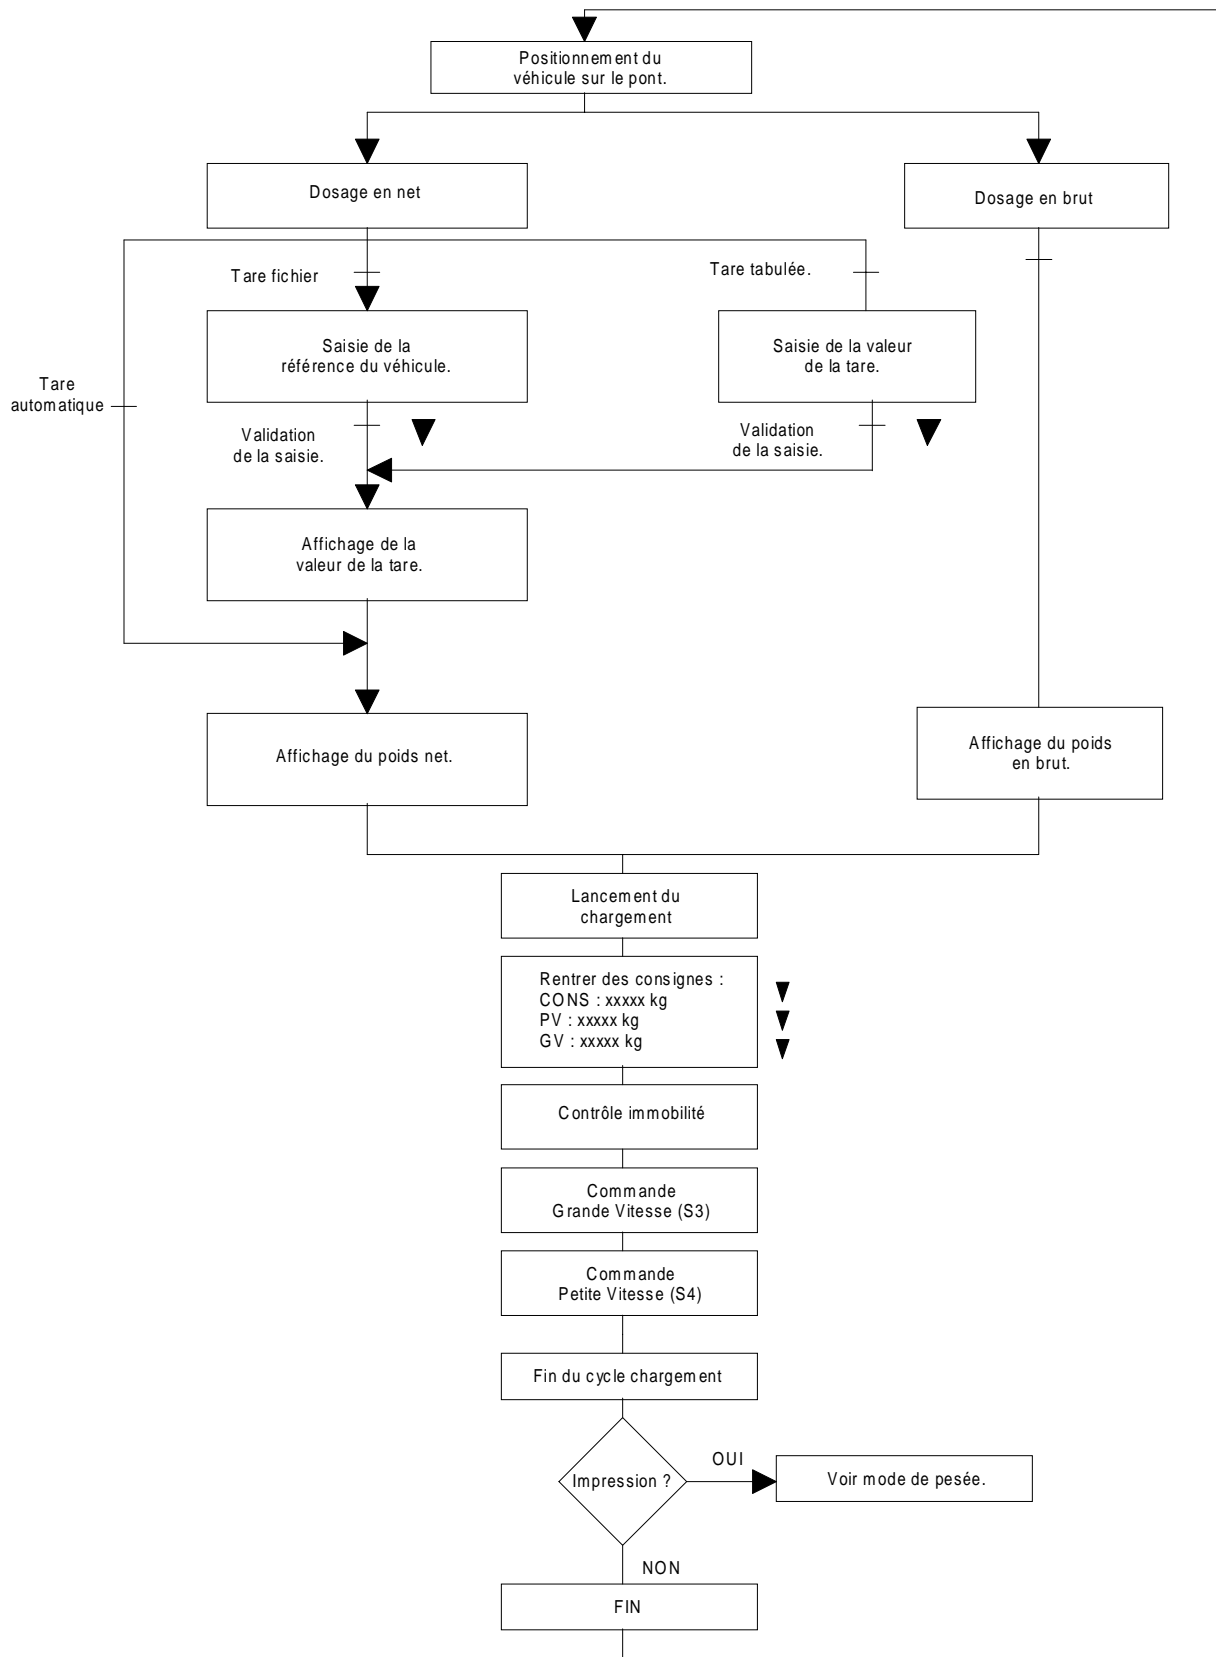 Positionnement du
véhicule sur le pont.
Dosage en net
Dosage en brut
Tare fichier
Tare tabulée.
Saisie de la
référence du véhicule.
Saisie de la valeur
de la tare.
Tare
automatique
Validation
de la saisie.
Validation
de la saisie.
Affichage de la
valeur de la tare.
Affichage du poids net.
Affichage du poids
en brut.
Lancement du
chargement
Rentrer des consignes :
CONS : xxxxx kg
PV : xxxxx kg
GV : xxxxx kg
Contrôle immobilité
Commande
Grande Vitesse (S3)
Commande
Petite Vitesse (S4)
Fin du cycle chargement
Impression ?
OUI
Voir mode de pesée.
NON
FIN